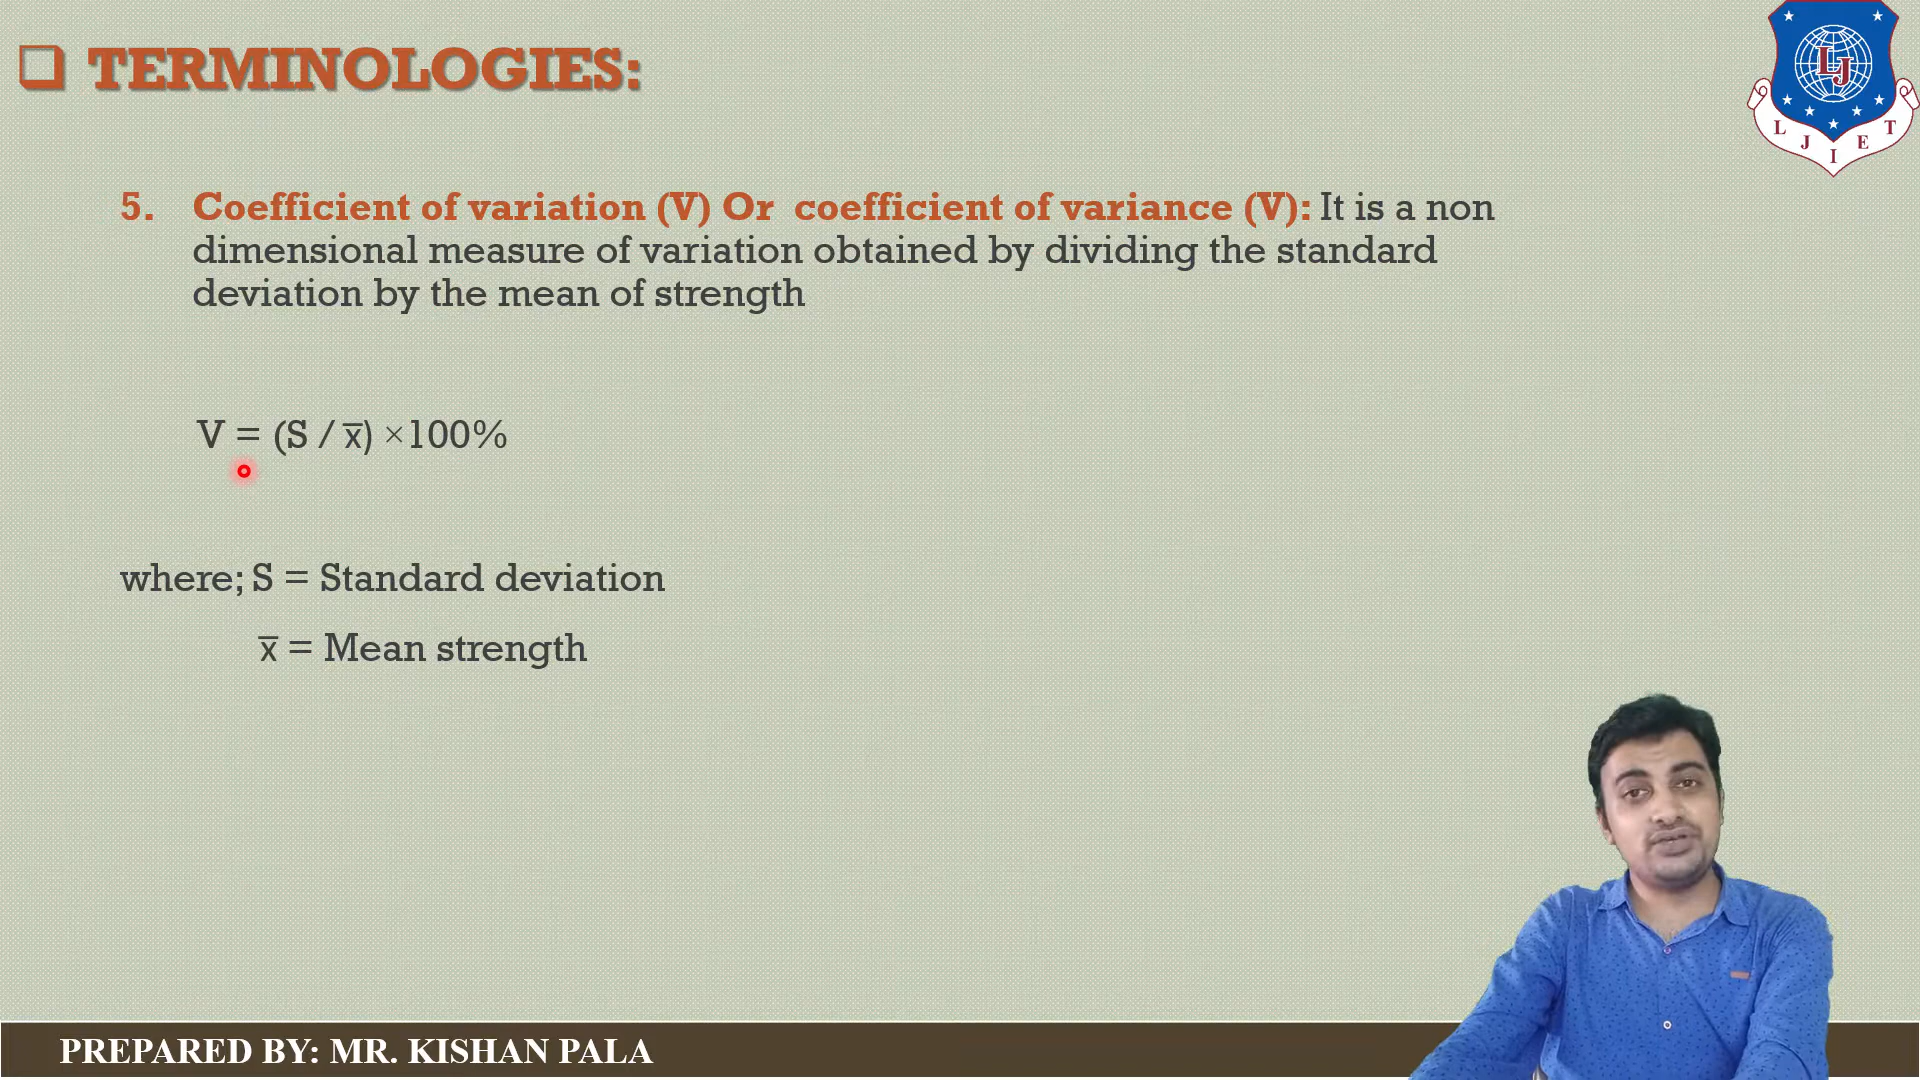 ❑ TERMINOLOGIES:
LJ
L J I E T
5. Coefficient of variation (V) Or coefficient of variance (V): It is a non
dimensional measure of variation obtained by dividing the standard
deviation by the mean of strength
V = (S / x̅) ×100%
where; S = Standard deviation
x̅ = Mean strength
PREPARED BY: MR. KISHAN PALA